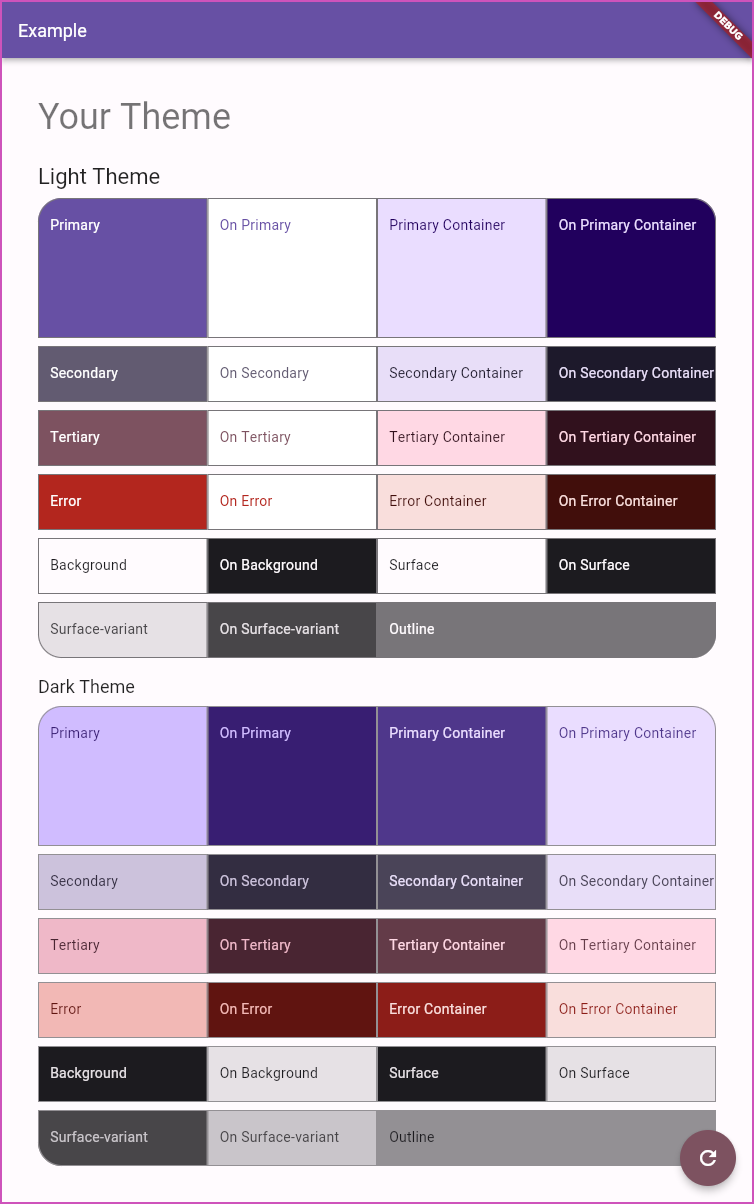 Example
DEBUG
Your Theme
Light Theme
Primary
On Primary
Primary Container
On Primary Container
Secondary
On Secondary
Secondary Container
On Secondary Container
Tertiary
On Tertiary
Tertiary Container
On Tertiary Container
Error
On Error
Error Container
On Error Container
Background
On Background
Surface
On Surface
Surface-variant
On Surface-variant
Outline
Dark Theme
Primary
On Primary
Primary Container
On Primary Container
Secondary
On Secondary
Secondary Container
On Secondary Container
Tertiary
On Tertiary
Tertiary Container
On Tertiary Container
Error
On Error
Error Container
On Error Container
Background
On Background
Surface
On Surface
Surface-variant
On Surface-variant
Outline